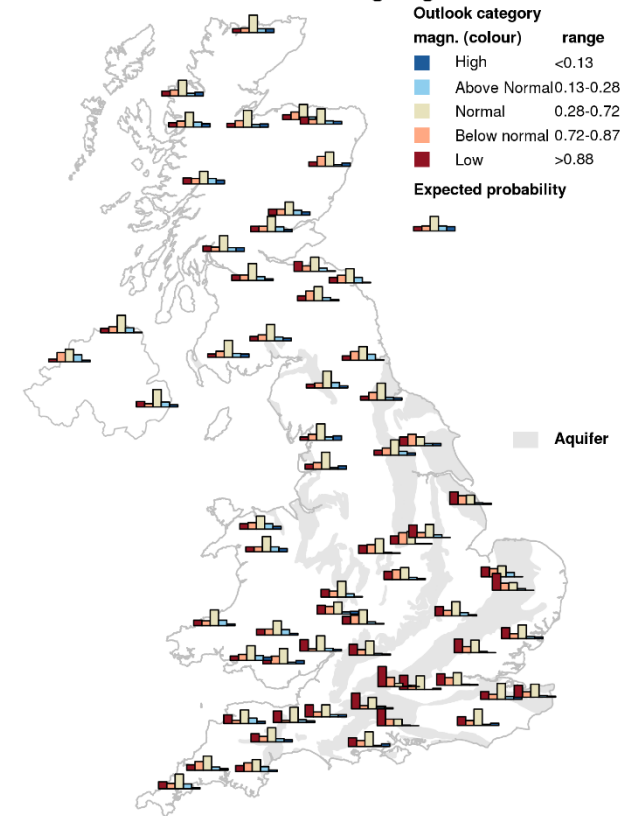 Outlook category
magn. (colour) range
High <0.13
Above Normal 0.13-0.28
Normal 0.28-0.72
Below normal 0.72-0.87
Low >0.88
Expected probability
Aquifer